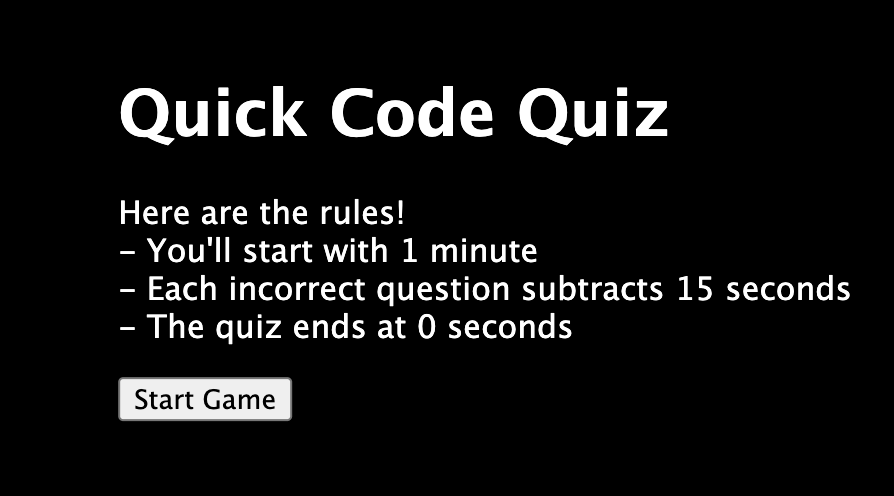 Quick Code Quiz
Here are the rules!
- You'll start with 1 minute
- Each incorrect question subtracts 15 seconds
- The quiz ends at 0 seconds
Start Game